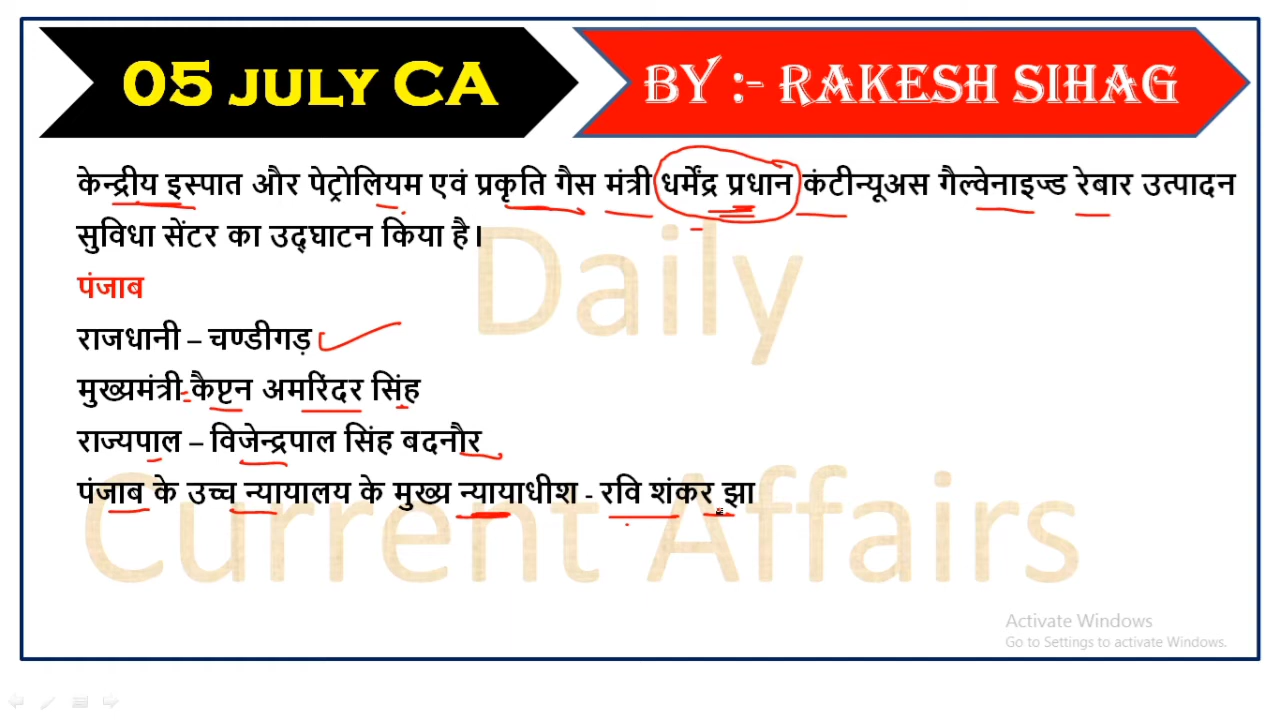 05 JULY CA
BY :- RAKESH SIHAG
केन्द्रीय इस्पात और पेट्रोलियम एवं प्रकृति गैस मंत्री धर्मेंद्र प्रधान कंटीन्यूअस गैल्वेनाइज्ड रेबार उत्पादन
सुविधा सेंटर का उद्घाटन किया है।
पंजाब
राजधानी – चण्डीगड़
मुख्यमंत्री -कैप्टन अमरिंदर सिंह
राज्यपाल – विजेन्द्रपाल सिंह बदनौर
पंजाब के उच्च न्यायालय के मुख्य न्यायाधीश - रवि शंकर झा
Daily
Current Affairs
Activate Windows
Go to Settings to activate Windows.